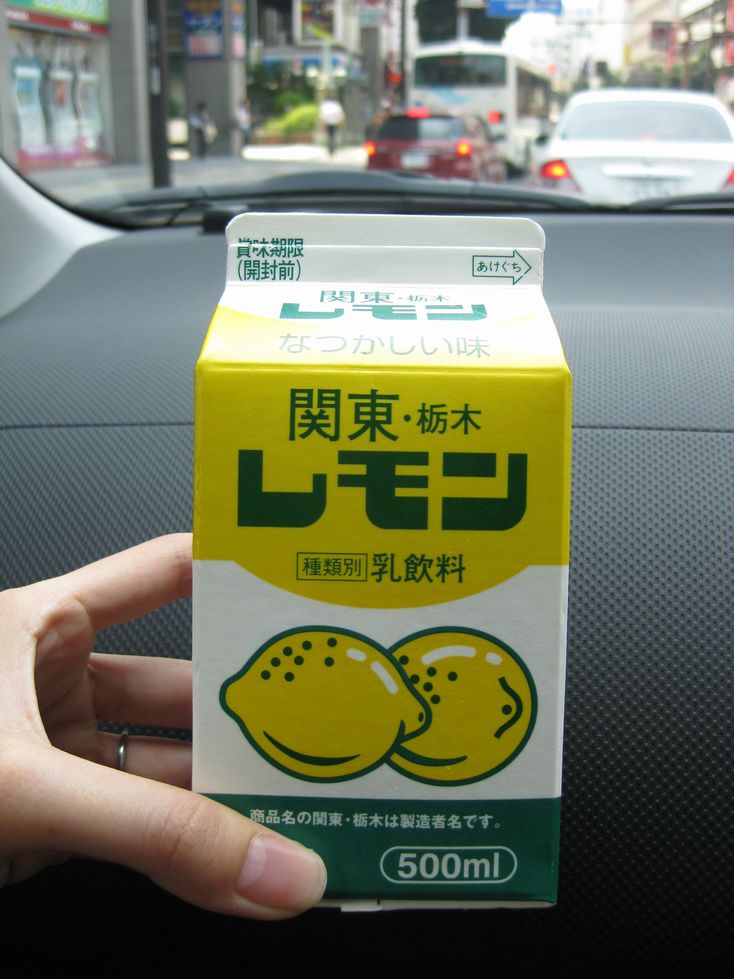 賞味期限
(開封前)
あけぐち
関東・栃木
レモン
なつかしい味
関東・栃木
レモン
種類別 乳飲料
商品名の関東・栃木は製造者名です。
500ml